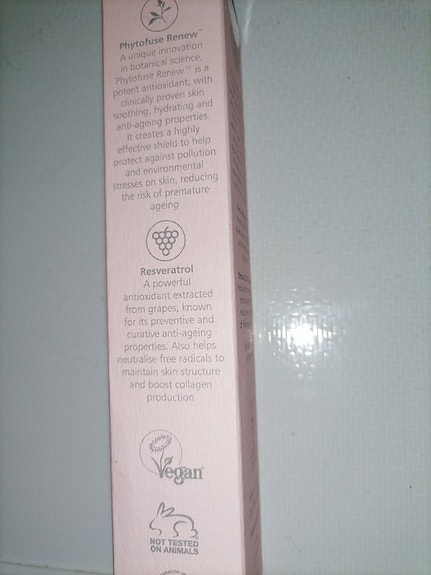 Phytofuse Renew™
A unique innovation
in botanical science,
Phytofuse Renew™ is a
potent antioxidant, with
clinically proven skin
soothing, hydrating and
anti-ageing properties.
It creates a highly
effective shield to help
protect against pollution
and environmental
stresses on skin, reducing
the risk of premature
ageing
Resveratrol
A powerful
antioxidant extracted
from grapes, known
for its preventive and
curative anti-ageing
properties. Also helps
neutralise free radicals to
maintain skin structure
and boost collagen
production
Vegan
NOT TESTED
ON ANIMALS